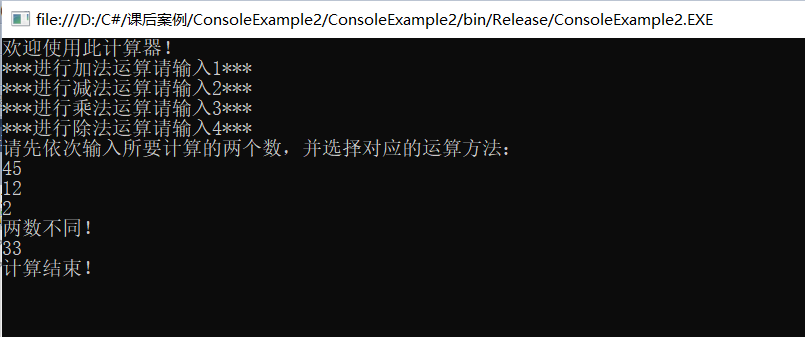 file:///D:/C#/课后案例/ConsoleExample2/ConsoleExample2/bin/Release/ConsoleExample2.EXE
欢迎使用此计算器！
***进行加法运算请输入1***
***进行减法运算请输入2***
***进行乘法运算请输入3***
***进行除法运算请输入4***
请先依次输入所要计算的两个数，并选择对应的运算方法：
45
12
2
两数不同！
33
计算结束！